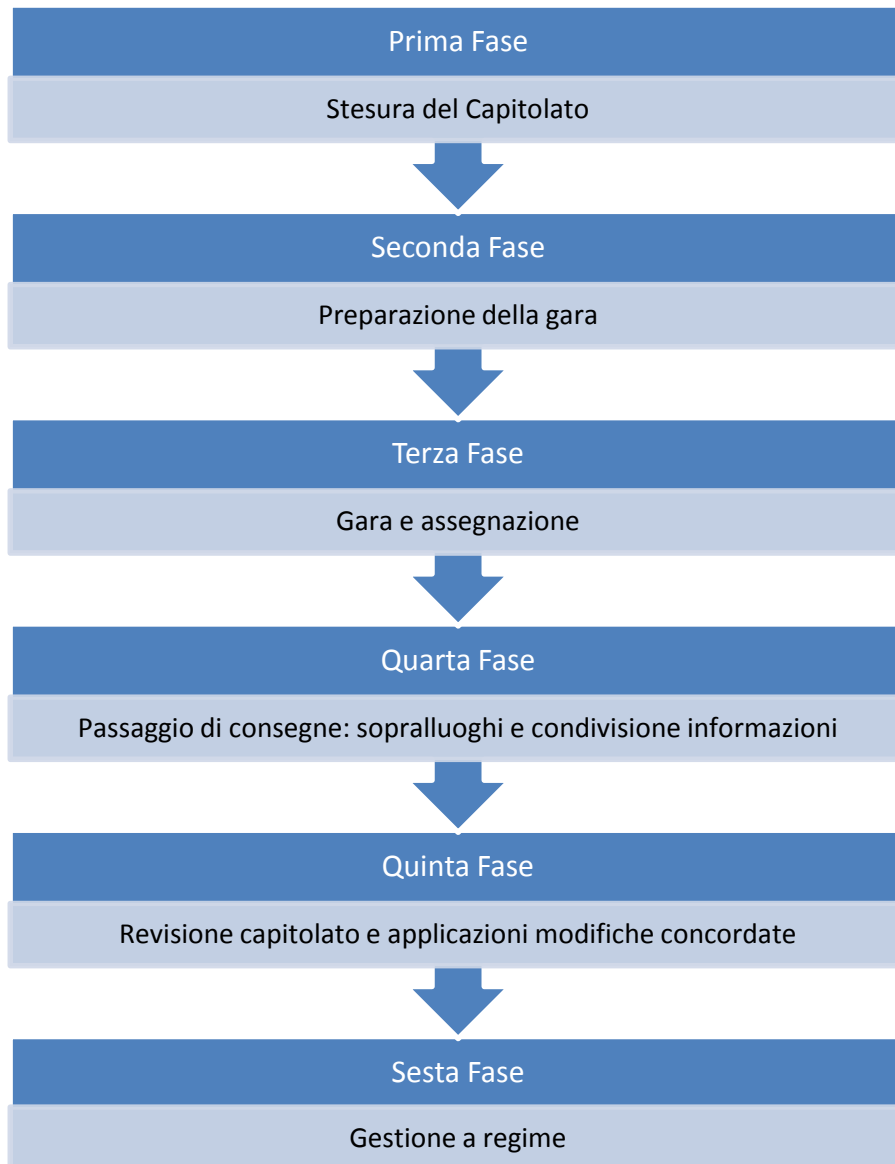 Prima Fase
Stesura del Capitolato
Seconda Fase
Preparazione della gara
Terza Fase
Gara e assegnazione
Quarta Fase
Passaggio di consegne: sopralluoghi e condivisione informazioni
Quinta Fase
Revisione capitolato e applicazioni modifiche concordate
Sesta Fase
Gestione a regime